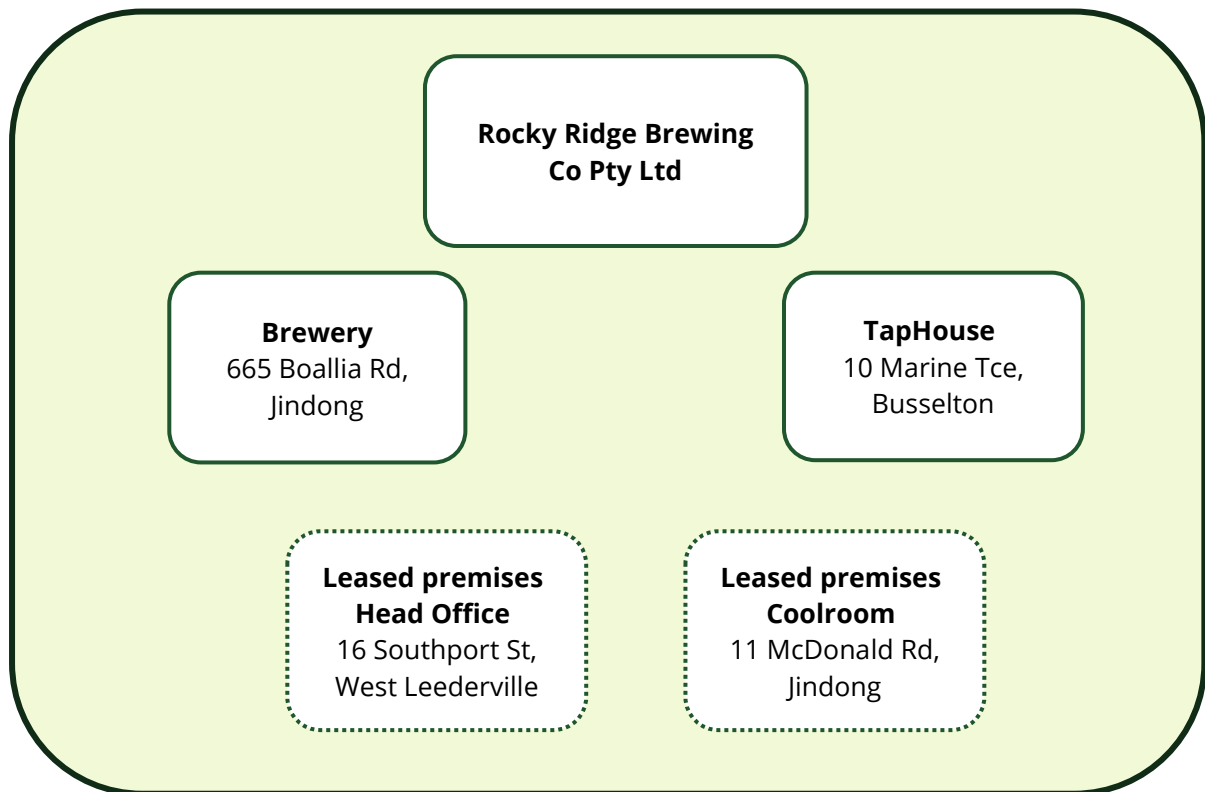 Rocky Ridge Brewing
Co Pty Ltd
Brewery
665 Boallia Rd,
Jindong
TapHouse
10 Marine Tce,
Busselton
Leased premises
Head Office
16 Southport St,
West Leederville
Leased premises
Coolroom
11 McDonald Rd,
Jindong